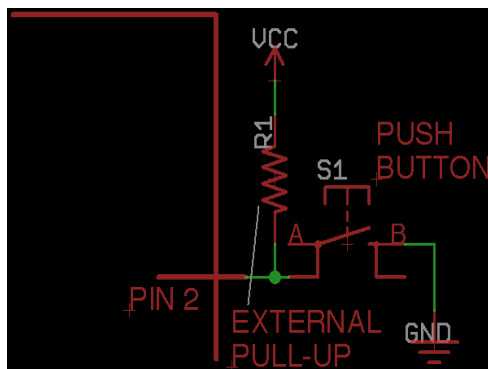 VCC
R1
PUSH
BUTTON
S1
A
B
PIN 2
EXTERNAL
PULL-UP
GND